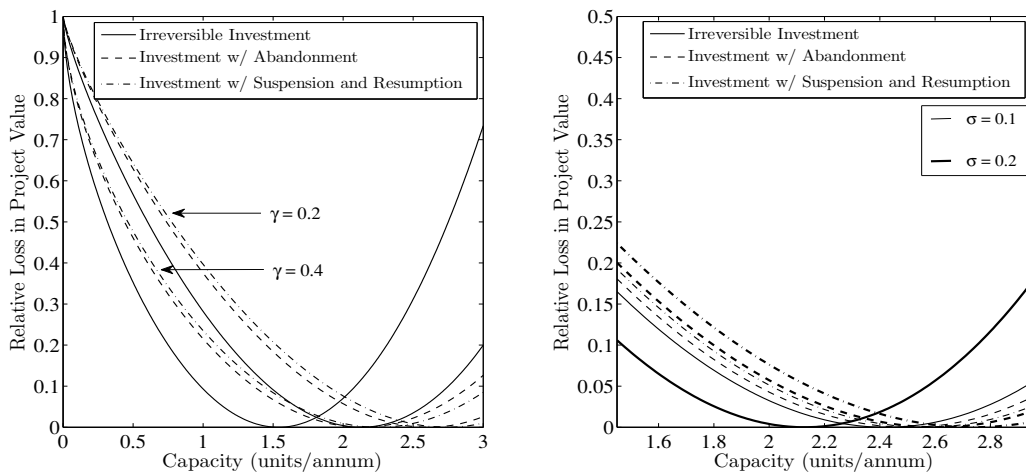 Relative Loss in Project Value
1
0.9
0.8
0.7
0.6
0.5
0.4
0.3
0.2
0.1
0
Irreversible Investment
Investment w/ Abandonment
Investment w/ Suspension and Resumption
γ = 0.2
γ = 0.4
0 0.5 1 1.5 2 2.5 3
Capacity (units/annum)
Relative Loss in Project Value
0.5
0.45
0.4
0.35
0.3
0.25
0.2
0.15
0.1
0.05
0
Irreversible Investment
Investment w/ Abandonment
Investment w/ Suspension and Resumption
σ = 0.1
σ = 0.2
1.6 1.8 2 2.2 2.4 2.6 2.8
Capacity (units/annum)